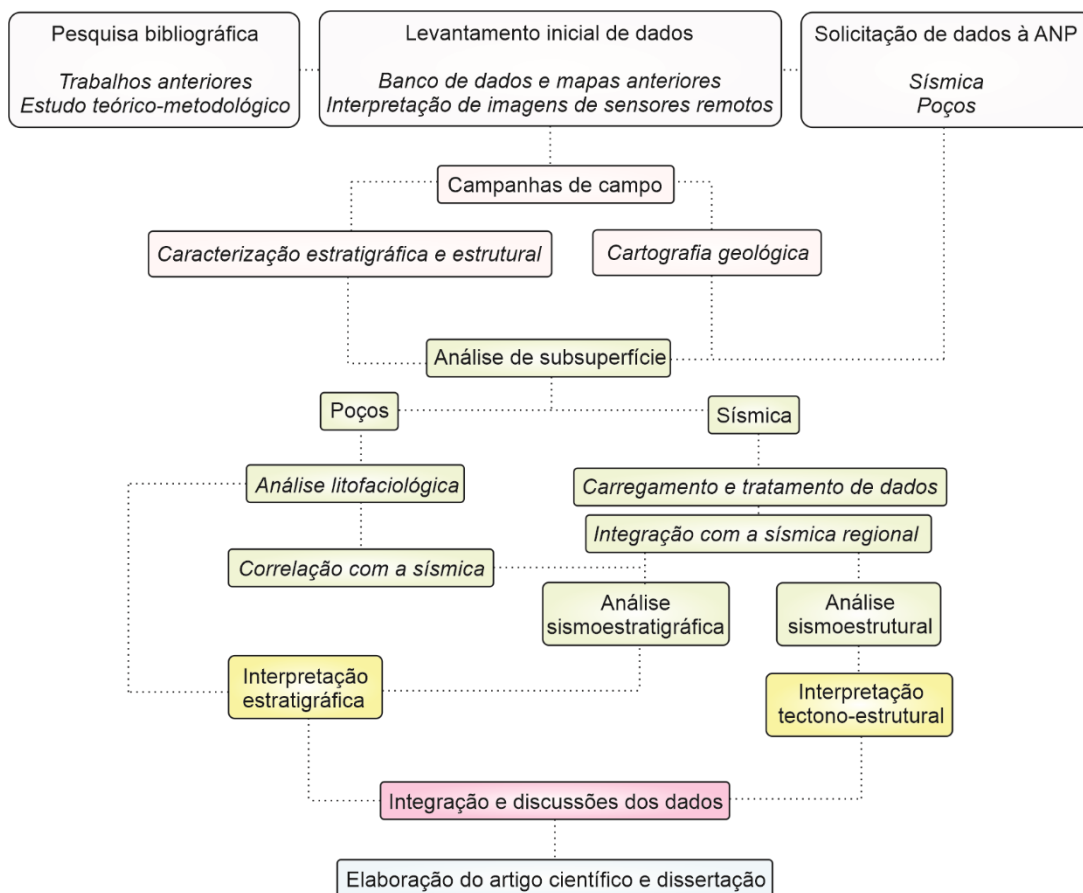 Pesquisa bibliográfica
Trabalhos anteriores
Estudo teórico-metodológico
Levantamento inicial de dados
Banco de dados e mapas anteriores
Interpretação de imagens de sensores remotos
Solicitação de dados à ANP
Sísmica
Poços
Campanhas de campo
Caracterização estratigráfica e estrutural
Cartografia geológica
Análise de subsuperfície
Poços
Sísmica
Análise litofaciológica
Carregamento e tratamento de dados
Integração com a sísmica regional
Correlação com a sísmica
Análise
sismoestratigráfica
Análise
sismoestrutural
Interpretação
estratigráfica
Interpretação
tectono-estrutural
Integração e discussões dos dados
Elaboração do artigo científico e dissertação